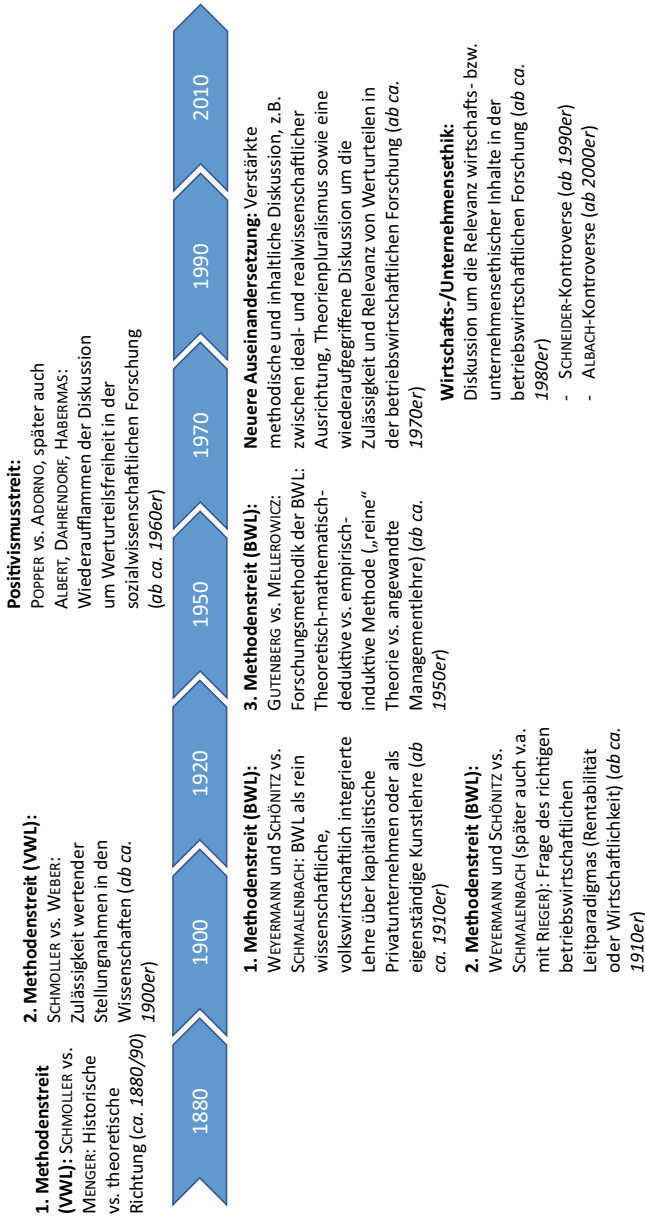 1. Methodenstreit
(VWL): SCHMOLLER vs.
MENGER: Historische
vs. theoretische
Richtung (ca. 1880/90)
2. Methodenstreit (VWL):
SCHMOLLER vs. WEBER:
Zulässigkeit wertender
Stellungnahmen in den
Wissenschaften (ab ca.
1900er)
Positivismusstreit:
POPPER vs. ADORNO, später auch
ALBERT, DAHRENDORF, HABERMAS:
Wiederaufflammen der Diskussion
um Werturteilsfreiheit in der
sozialwissenschaftlichen Forschung
(ab ca. 1960er)
1880
1900
1920
1950
1970
1990
2010
1. Methodenstreit (BWL):
WEYERMANN und SCHÖNITZ vs.
SCHMALENBACH: BWL als rein
wissenschaftliche,
volkswirtschaftlich integrierte
Lehre über kapitalistische
Privatunternehmen oder als
eigenständige Kunstlehre (ab
ca. 1910er)
2. Methodenstreit (BWL):
WEYERMANN und SCHÖNITZ vs.
SCHMALENBACH (später auch v.a.
mit RIEGER): Frage des richtigen
betriebswirtschaftlichen
Leitparadigmas (Rentabilität
oder Wirtschaftlichkeit) (ab ca.
1910er)
3. Methodenstreit (BWL):
GUTENBERG vs. MELLEROWICZ:
Forschungsmethodik der BWL:
Theoretisch-mathematisch-
deduktive vs. empirisch-
induktive Methode („reine“
Theorie vs. angewandte
Managementlehre) (ab ca.
1950er)
Neuere Auseinandersetzung: Verstärkte
methodische und inhaltliche Diskussion, z.B.
zwischen ideal- und realwissenschaftlicher
Ausrichtung, Theorienpluralismus sowie eine
wiederaufgegriffene Diskussion um die
Zulässigkeit und Relevanz von Werturteilen in
der betriebswirtschaftlichen Forschung (ab ca.
1970er)
Wirtschafts-/Unternehmensethik:
Diskussion um die Relevanz wirtschafts- bzw.
unternehmensethischer Inhalte in der
betriebswirtschaftlichen Forschung (ab ca.
1980er)
- SCHNEIDER-Kontroverse (ab 1990er)
- ALBACH-Kontroverse (ab 2000er)